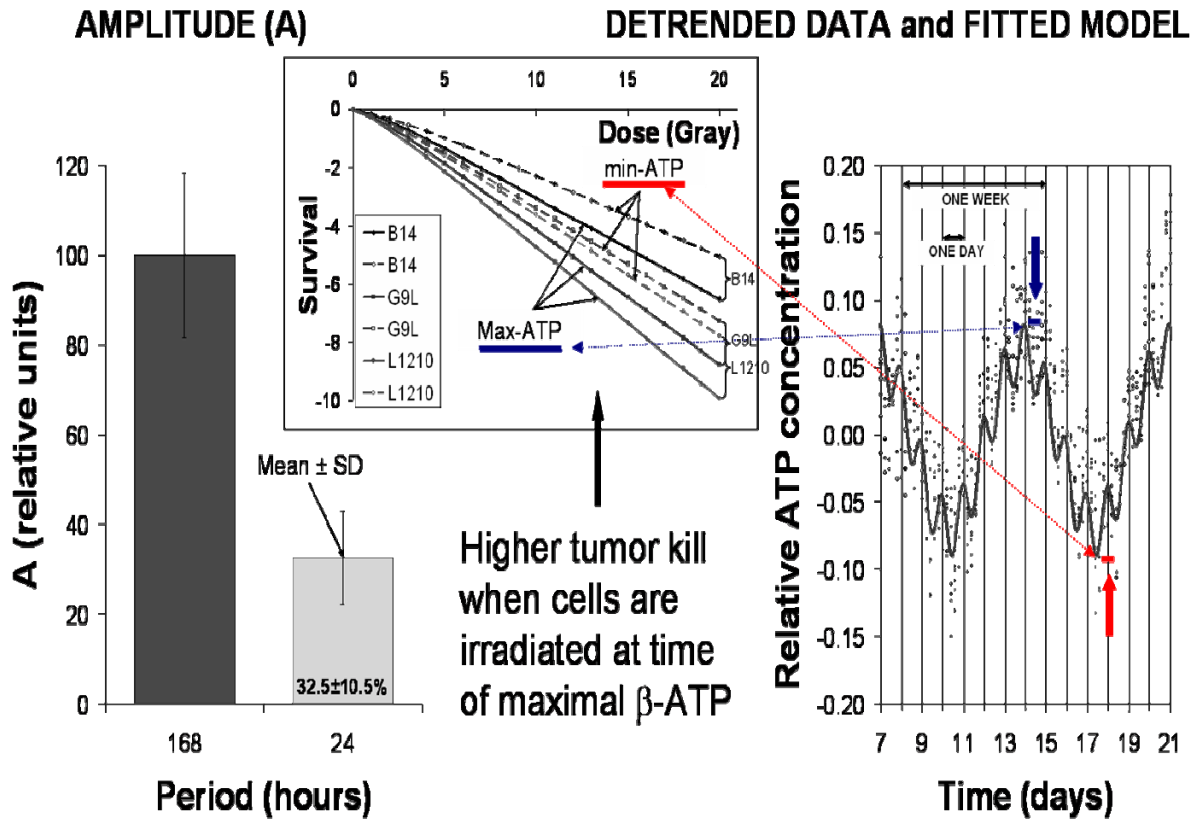 AMPLITUDE (A)
DETRENDED DATA and FITTED MODEL
A (relative units)
120
100
80
60
40
20
0
Mean ± SD
32.5±10.5%
168
24
Period (hours)
0
5
10
15
20
Dose (Gray)
Survival
0
-2
-4
-6
-8
-10
min-ATP
Max-ATP
B14
B14
G9L
G9L
L1210
L1210
B14
G9L
L1210
Higher tumor kill
when cells are
irradiated at time
of maximal β-ATP
Relative ATP concentration
0.20
0.15
0.10
0.05
0.00
-0.05
-0.10
-0.15
-0.20
ONE WEEK
ONE DAY
7
9
11
13
15
17
19
21
Time (days)